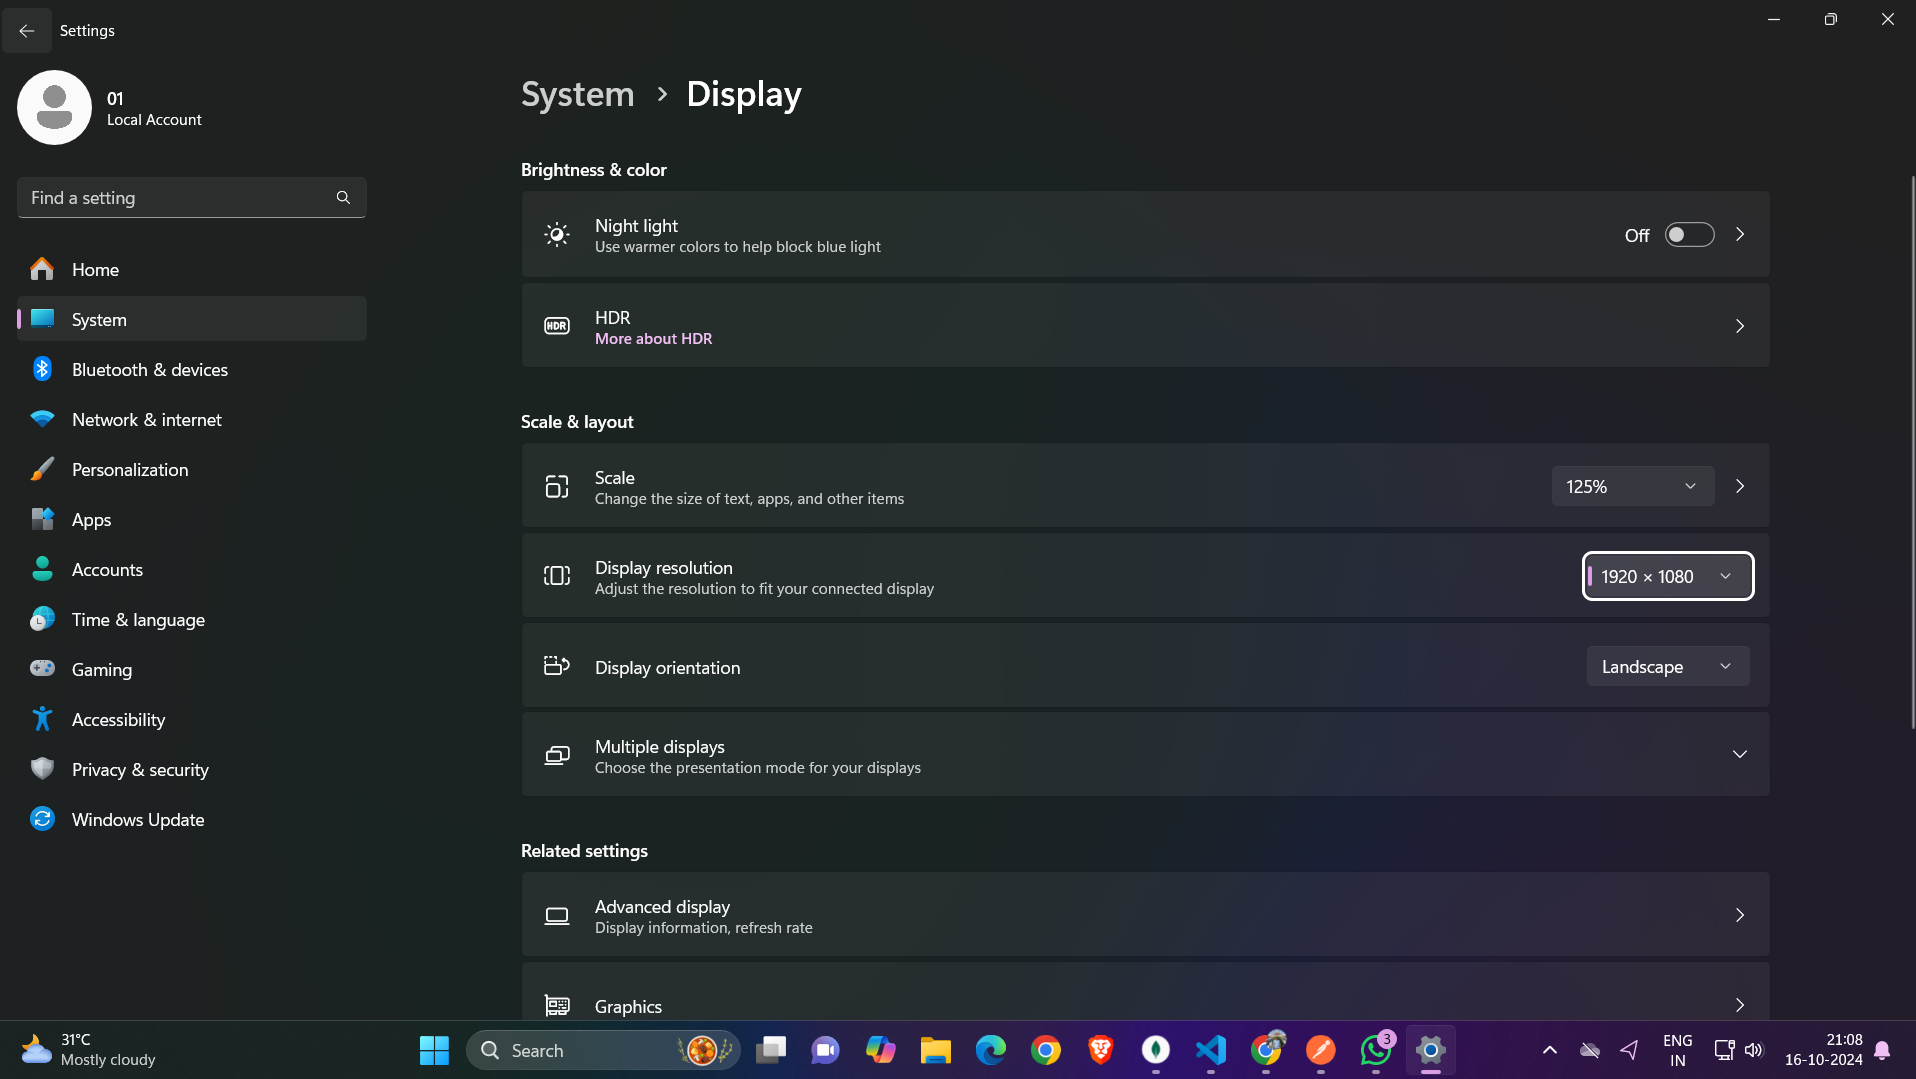 Settings
01
Local Account
Find a setting
Home
System
Bluetooth & devices
Network & internet
Personalization
Apps
Accounts
Time & language
Gaming
Accessibility
Privacy & security
Windows Update
System > Display
Brightness & color
Night light
Use warmer colors to help block blue light
Off
HDR
HDR
More about HDR
Scale & layout
Scale
Change the size of text, apps, and other items
125%
Display resolution
Adjust the resolution to fit your connected display
1920 × 1080
Display orientation
Landscape
Multiple displays
Choose the presentation mode for your displays
Related settings
Advanced display
Display information, refresh rate
Graphics
31°C
Mostly cloudy
Search
3
ENG
IN
21:08
16-10-2024